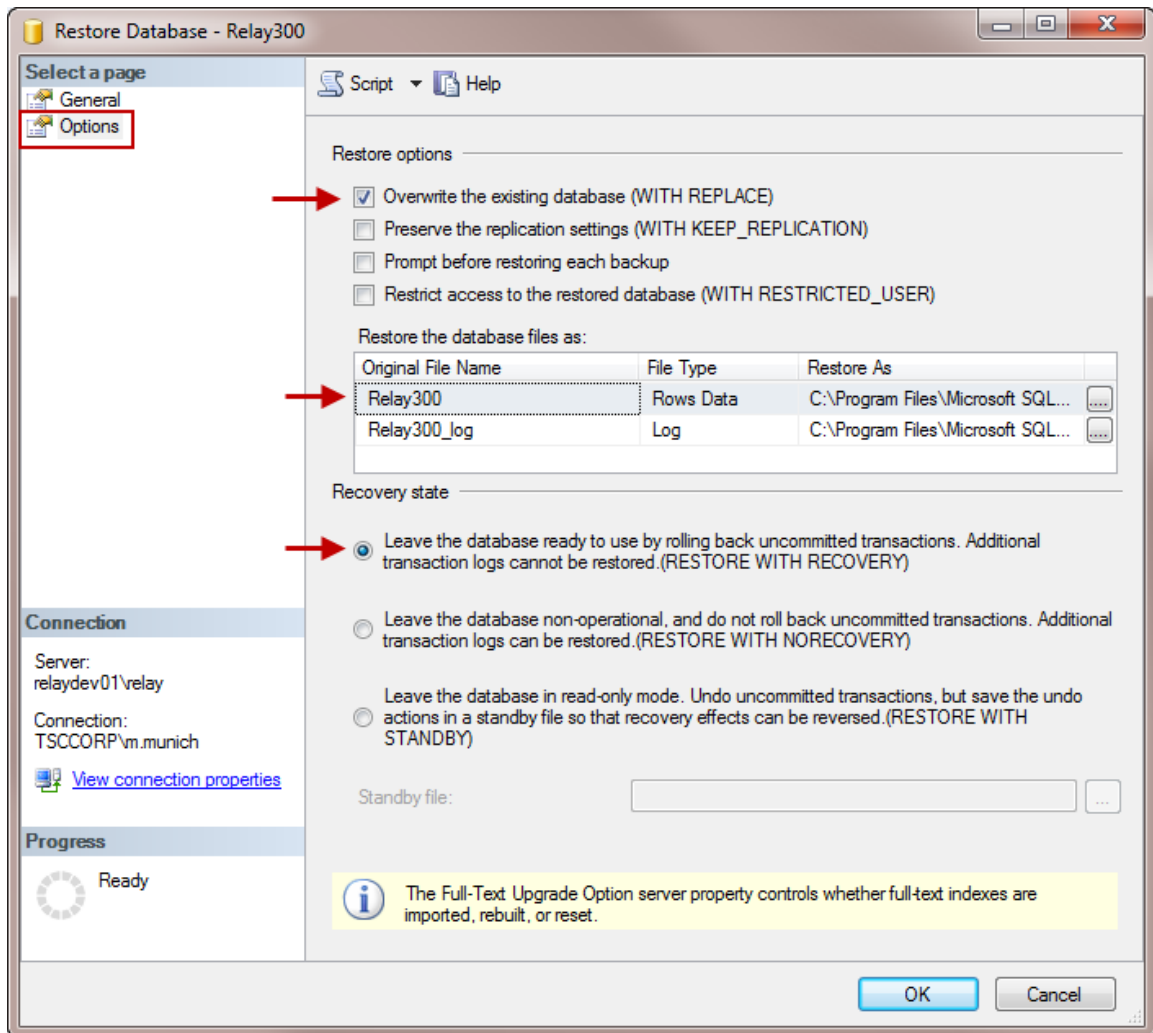 Restore Database - Relay300
Select a page
General
Options
Script
Help
Restore options
Overwrite the existing database (WITH REPLACE)
Preserve the replication settings (WITH KEEP_REPLICATION)
Prompt before restoring each backup
Restrict access to the restored database (WITH RESTRICTED_USER)
Restore the database files as:
Original File Name File Type Restore As
Relay300 Rows Data C:\Program Files\Microsoft SQL... ....
Relay300_log Log C:\Program Files\Microsoft SQL... ....
Recovery state
Leave the database ready to use by rolling back uncommitted transactions. Additional
transaction logs cannot be restored.(RESTORE WITH RECOVERY)
Leave the database non-operational, and do not roll back uncommitted transactions. Additional
transaction logs can be restored.(RESTORE WITH NORECOVERY)
Leave the database in read-only mode. Undo uncommitted transactions, but save the undo
actions in a standby file so that recovery effects can be reversed.(RESTORE WITH
STANDBY)
Standby file: ...
Connection
Server:
relaydev01\relay
Connection:
TSCCORP\m.munich
View connection properties
Progress
Ready
The Full-Text Upgrade Option server property controls whether full-text indexes are
imported, rebuilt, or reset.
OK Cancel